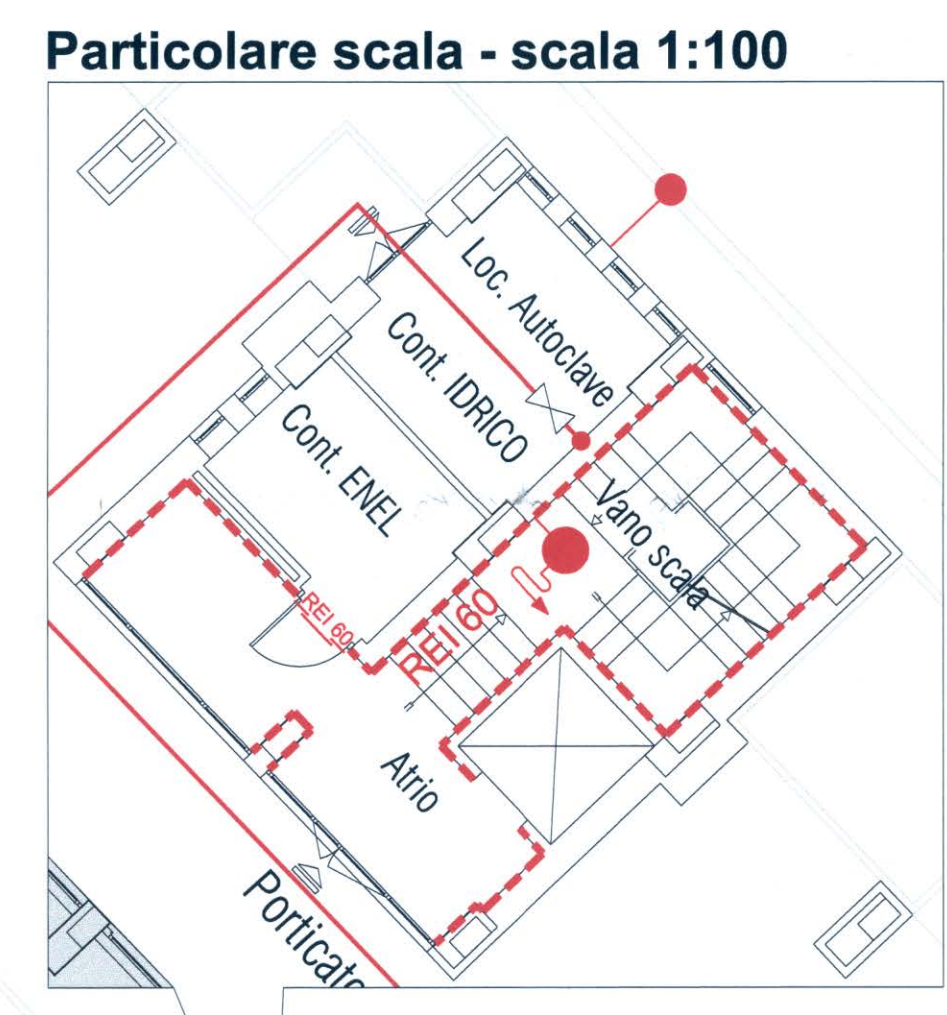 Particolare scala - scala 1:100
Loc. Autoclave
Cont. IDRICO
Cont. ENEL
Vano scala
REI 60
REI 60
Atrio
Porticato